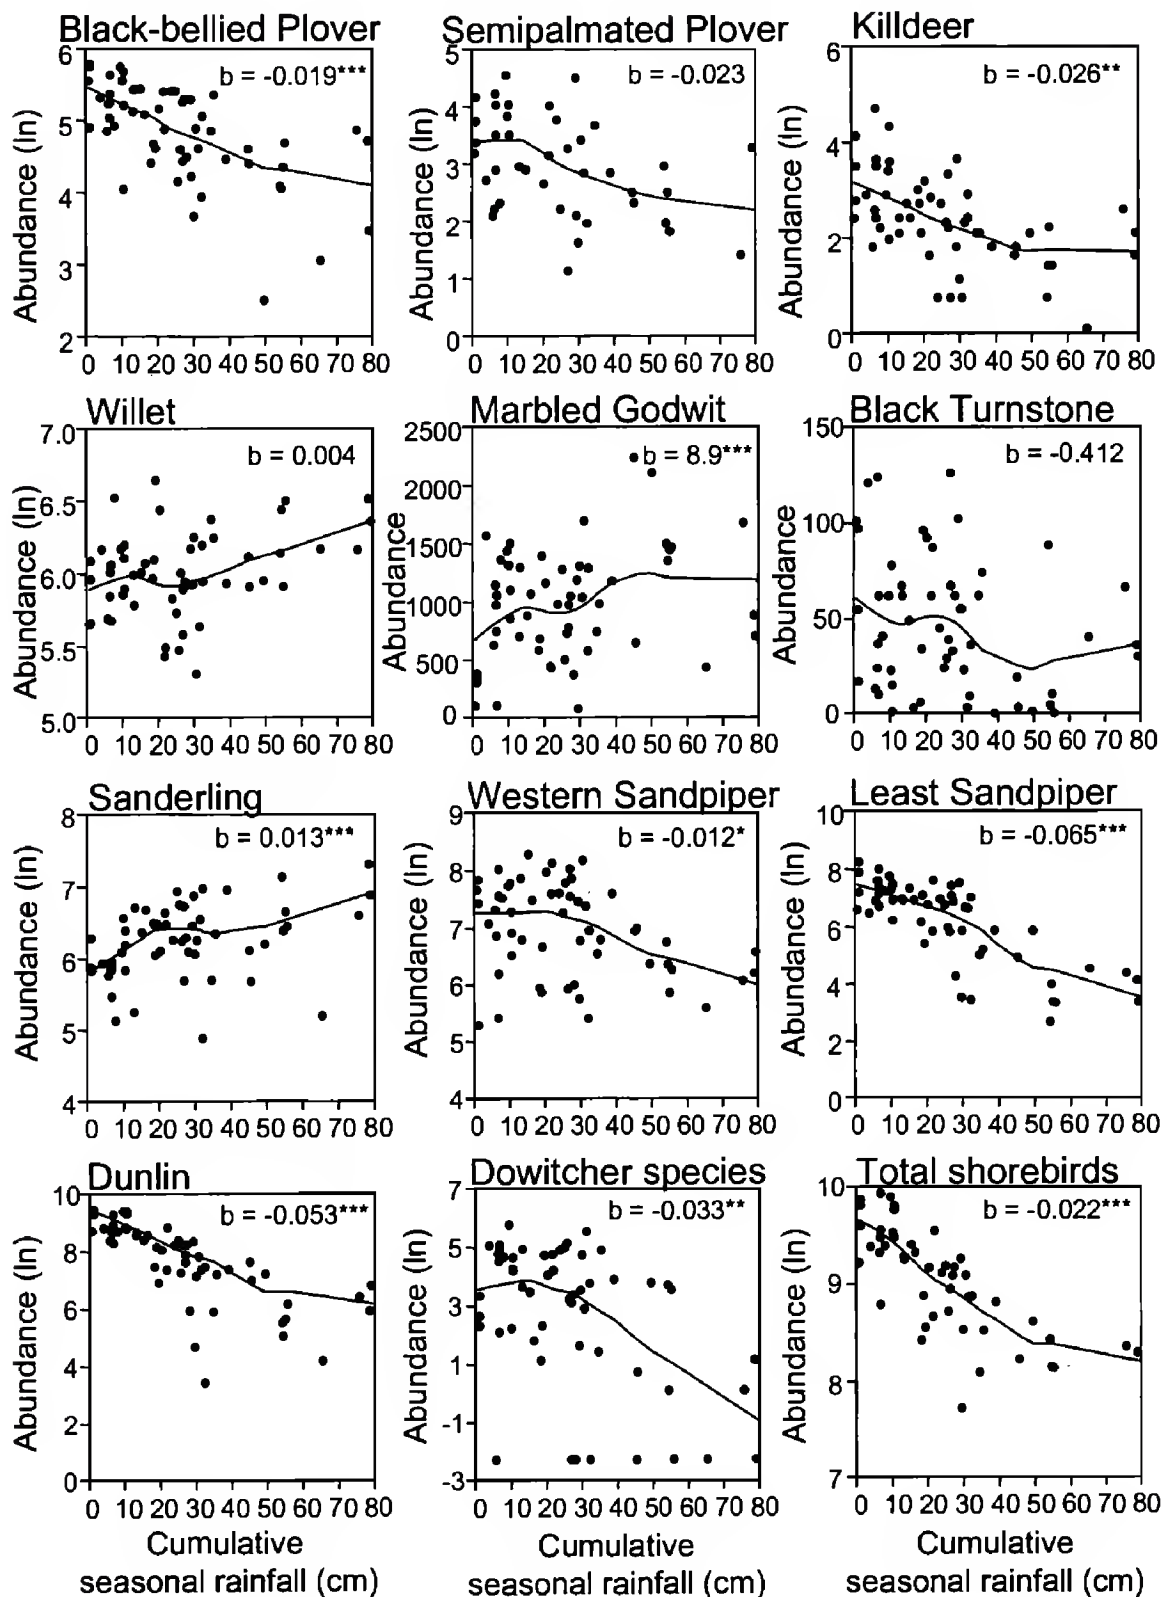 Black-bellied Plover
Semipalmated Plover
Killdeer
6
5
4
3
2
Abundance (ln)
b = -0.019***
0 10 20 30 40 50 60 70 80
5
4
3
2
1
0
Abundance (ln)
b = -0.023
0 10 20 30 40 50 60 70 80
6
4
2
0
Abundance (ln)
b = -0.026**
0 10 20 30 40 50 60 70 80
Willet
Marbled Godwit
Black Turnstone
7.0
6.5
6.0
5.5
5.0
Abundance (ln)
b = 0.004
0 10 20 30 40 50 60 70 80
2500
2000
1500
1000
500
0
Abundance
b = 8.9***
0 10 20 30 40 50 60 70 80
150
100
50
0
Abundance
b = -0.412
0 10 20 30 40 50 60 70 80
Sanderling
Western Sandpiper
Least Sandpiper
8
7
6
5
4
Abundance (ln)
b = 0.013***
0 10 20 30 40 50 60 70 80
9
8
7
6
5
4
Abundance (ln)
b = -0.012*
0 10 20 30 40 50 60 70 80
10
8
6
4
2
0
Abundance (ln)
b = -0.065***
0 10 20 30 40 50 60 70 80
Dunlin
Dowitcher species
Total shorebirds
10
8
6
4
2
0
Abundance (ln)
b = -0.053***
0 10 20 30 40 50 60 70 80
Cumulative
seasonal rainfall (cm)
7
5
3
1
-1
-3
Abundance (ln)
b = -0.033**
0 10 20 30 40 50 60 70 80
Cumulative
seasonal rainfall (cm)
10
9
8
7
Abundance (ln)
b = -0.022***
0 10 20 30 40 50 60 70 80
Cumulative
seasonal rainfall (cm)